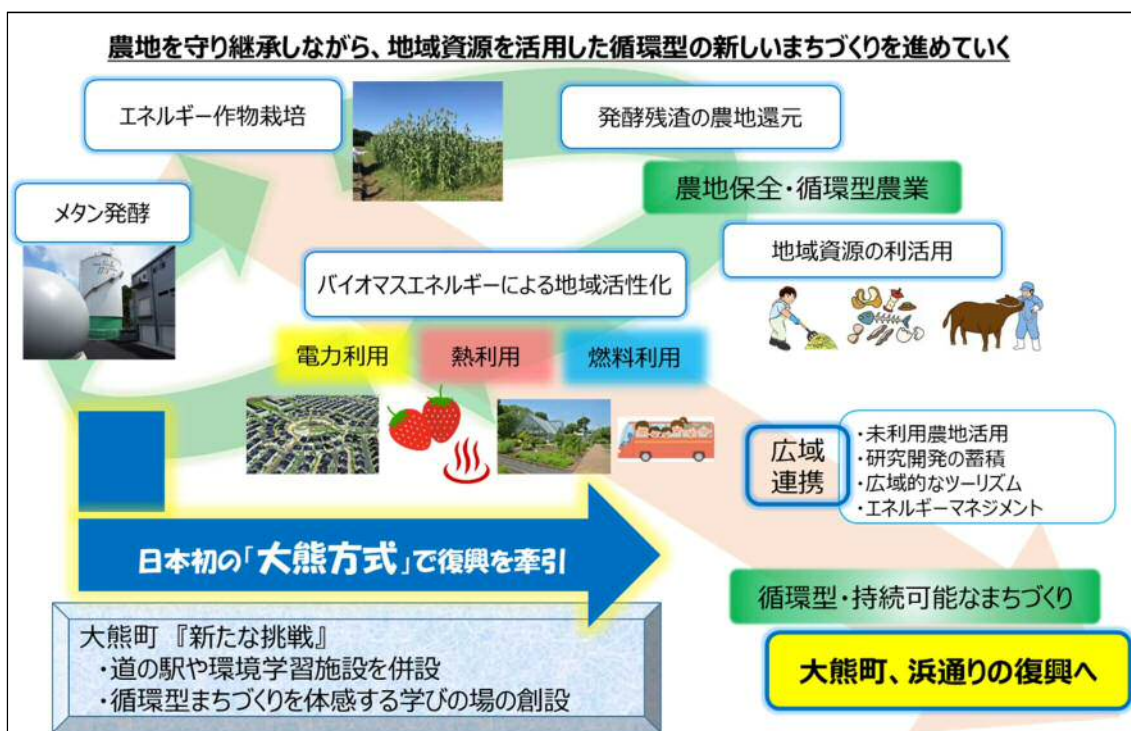 農地を守り継承しながら、地域資源を活用した循環型の新しいまちづくりを進めていく
エネルギー作物栽培
発酵残渣の農地還元
農地保全・循環型農業
メタン発酵
地域資源の利活用
バイオマスエネルギーによる地域活性化
電力利用
熱利用
燃料利用
広域
連携
・未利用農地活用
・研究開発の蓄積
・広域的なツーリズム
・エネルギーマネジメント
日本初の「大熊方式」で復興を牽引
循環型・持続可能なまちづくり
大熊町 『新たな挑戦』
・道の駅や環境学習施設を併設
・循環型まちづくりを体感する学びの場の創設
大熊町、浜通りの復興へ